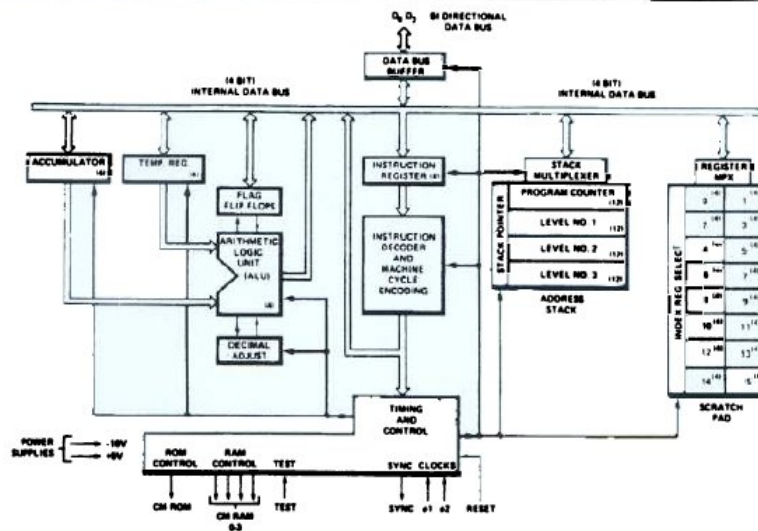 D0 D3 BI DIRECTIONAL
DATA BUS
DATA BUS
BUFFER
(4 BIT)
INTERNAL DATA BUS
(4 BIT)
INTERNAL DATA BUS
ACCUMULATOR
TEMP. REG.
FLAG
FLIP FLOPS
ARITHMETIC
LOGIC
UNIT
(ALU)
DECIMAL
ADJUST
INSTRUCTION
REGISTER
INSTRUCTION
DECODER
AND
MACHINE
CYCLE
ENCODING
STACK
MULTIPLEXER
STACK POINTER
PROGRAM COUNTER
(12)
LEVEL NO. 1
(12)
LEVEL NO. 2
(12)
LEVEL NO. 3
(12)
ADDRESS
STACK
REGISTER
MPX
INDEX REG SELECT
0 1
3
4 5
6 7
8 9
10 11
12 13
14 15
SCRATCH
PAD
TIMING
AND
CONTROL
POWER
SUPPLIES
+5V
ROM
CONTROL
RAM
CONTROL
TEST
SYNC CLOCKS
CM ROM
CM RAM
0-3
TEST
SYNC ϕ1 ϕ2 RESET